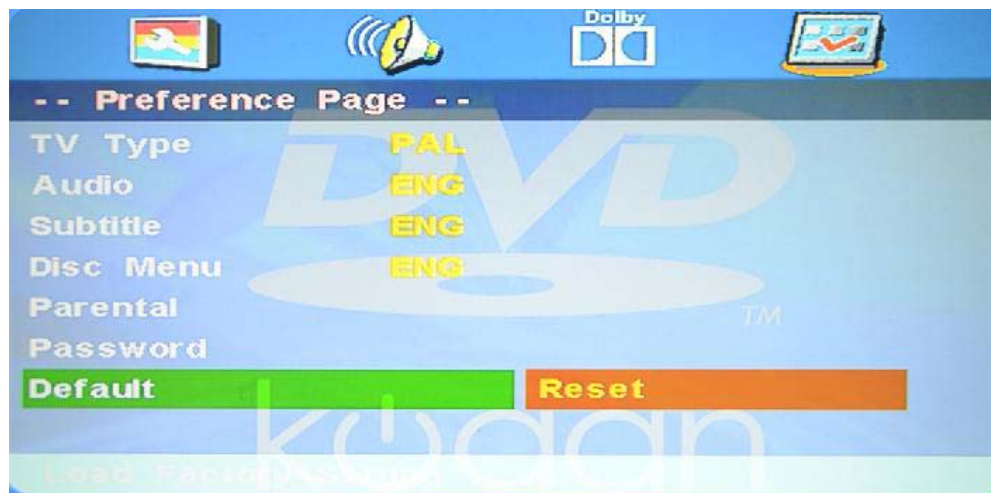 Dolby
-- Preference Page --
TV Type PAL
Audio ENG
Subtitle ENG
Disc Menu ENG
Parental
Password
Default Reset
DVD
TM
kogan
Load Factory